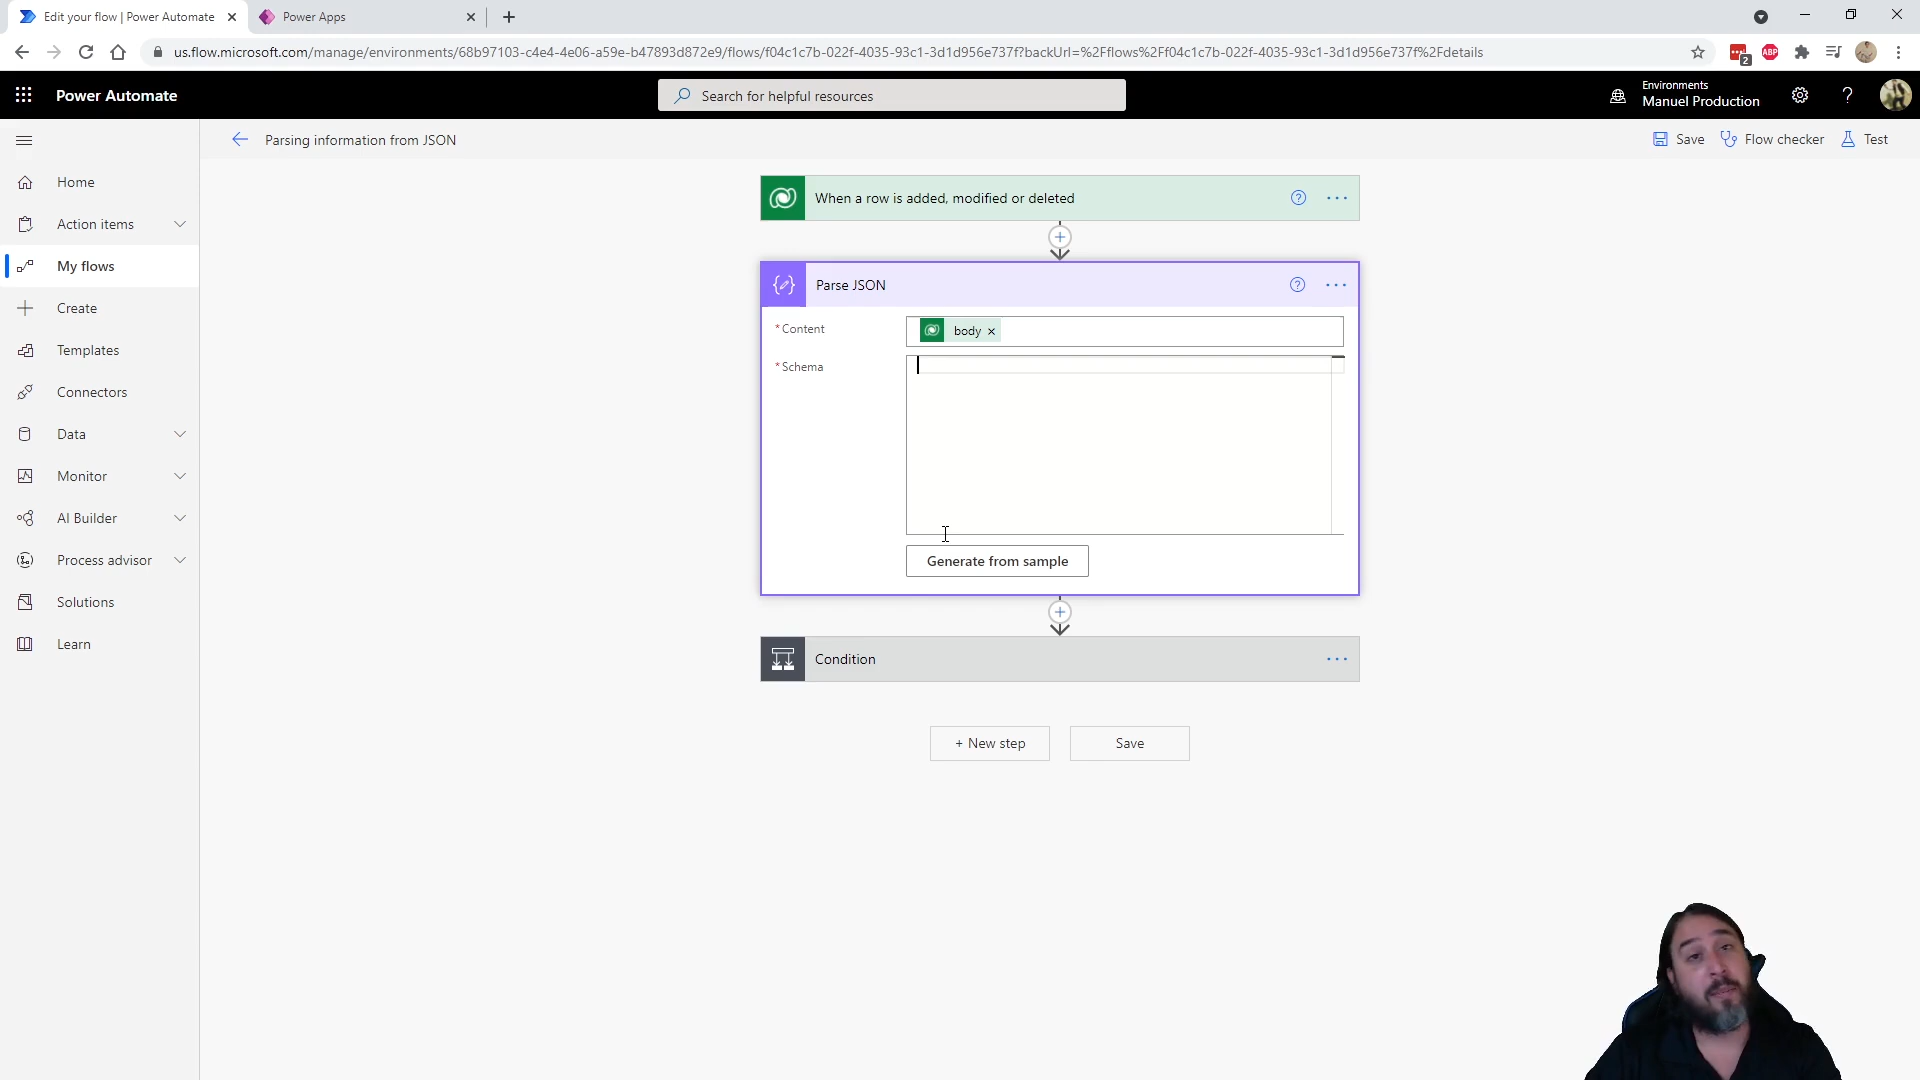 Edit your flow | Power Automate
Power Apps
us.flow.microsoft.com/manage/environments/68b97103-c4e4-4e06-a59e-b47893d872e9/flows/f04c1c7b-022f-4035-93c1-3d1d956e737f?backUrl=%2Fflows%2Ff04c1c7b-022f-4035-93c1-3d1d956e737f%2Fdetails
2
ABP
Power Automate
Search for helpful resources
Environments
Manuel Production
?
Parsing information from JSON
Save
Flow checker
Test
Home
Action items
My flows
Create
Templates
Connectors
Data
Monitor
AI Builder
Process advisor
Solutions
Learn
When a row is added, modified or deleted
?
Parse JSON
?
*Content
body
*Schema
Generate from sample
Condition
+ New step
Save